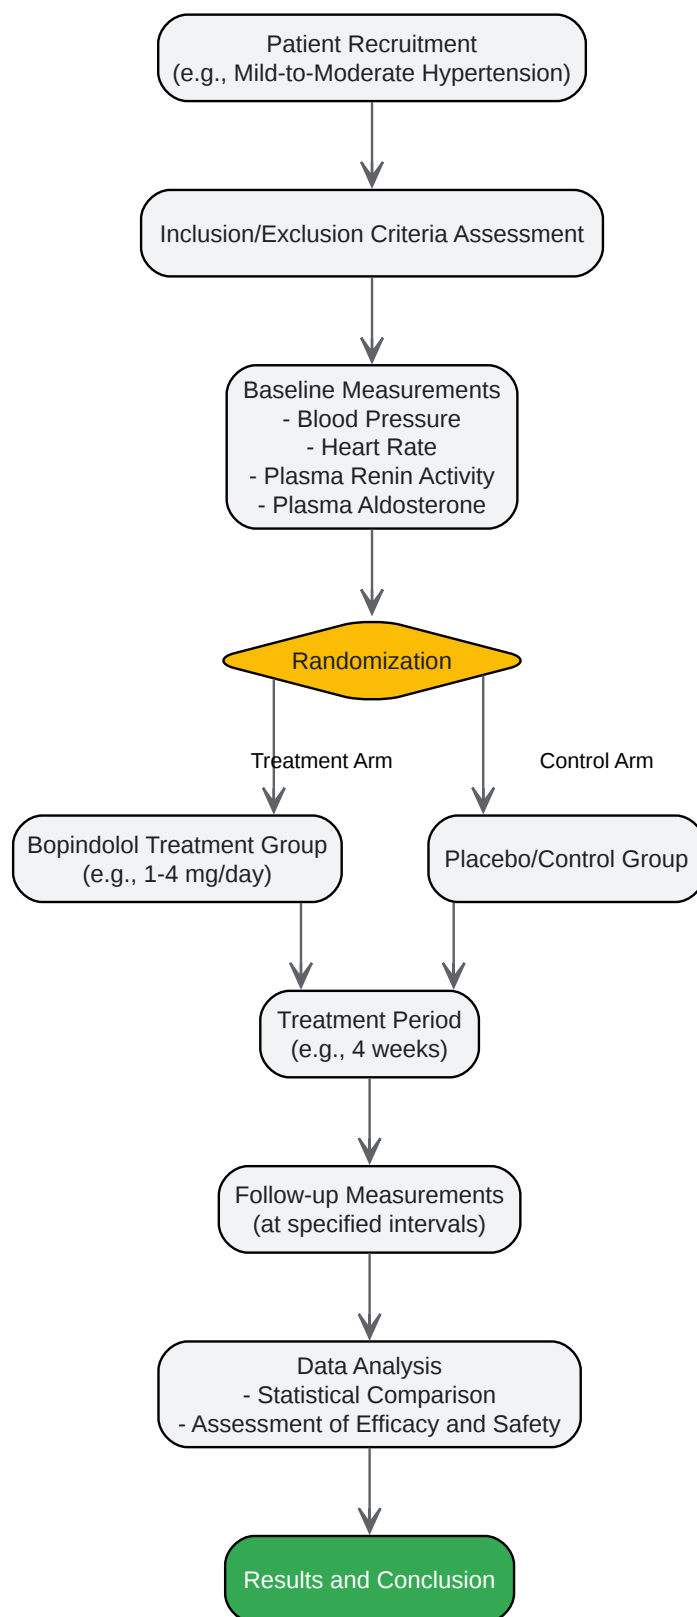 Patient Recruitment
(e.g., Mild-to-Moderate Hypertension)
Inclusion/Exclusion Criteria Assessment
Baseline Measurements
- Blood Pressure
- Heart Rate
- Plasma Renin Activity
- Plasma Aldosterone
Randomization
Treatment Arm
Control Arm
Bopindolol Treatment Group
(e.g., 1-4 mg/day)
Placebo/Control Group
Treatment Period
(e.g., 4 weeks)
Follow-up Measurements
(at specified intervals)
Data Analysis
- Statistical Comparison
- Assessment of Efficacy and Safety
Results and Conclusion